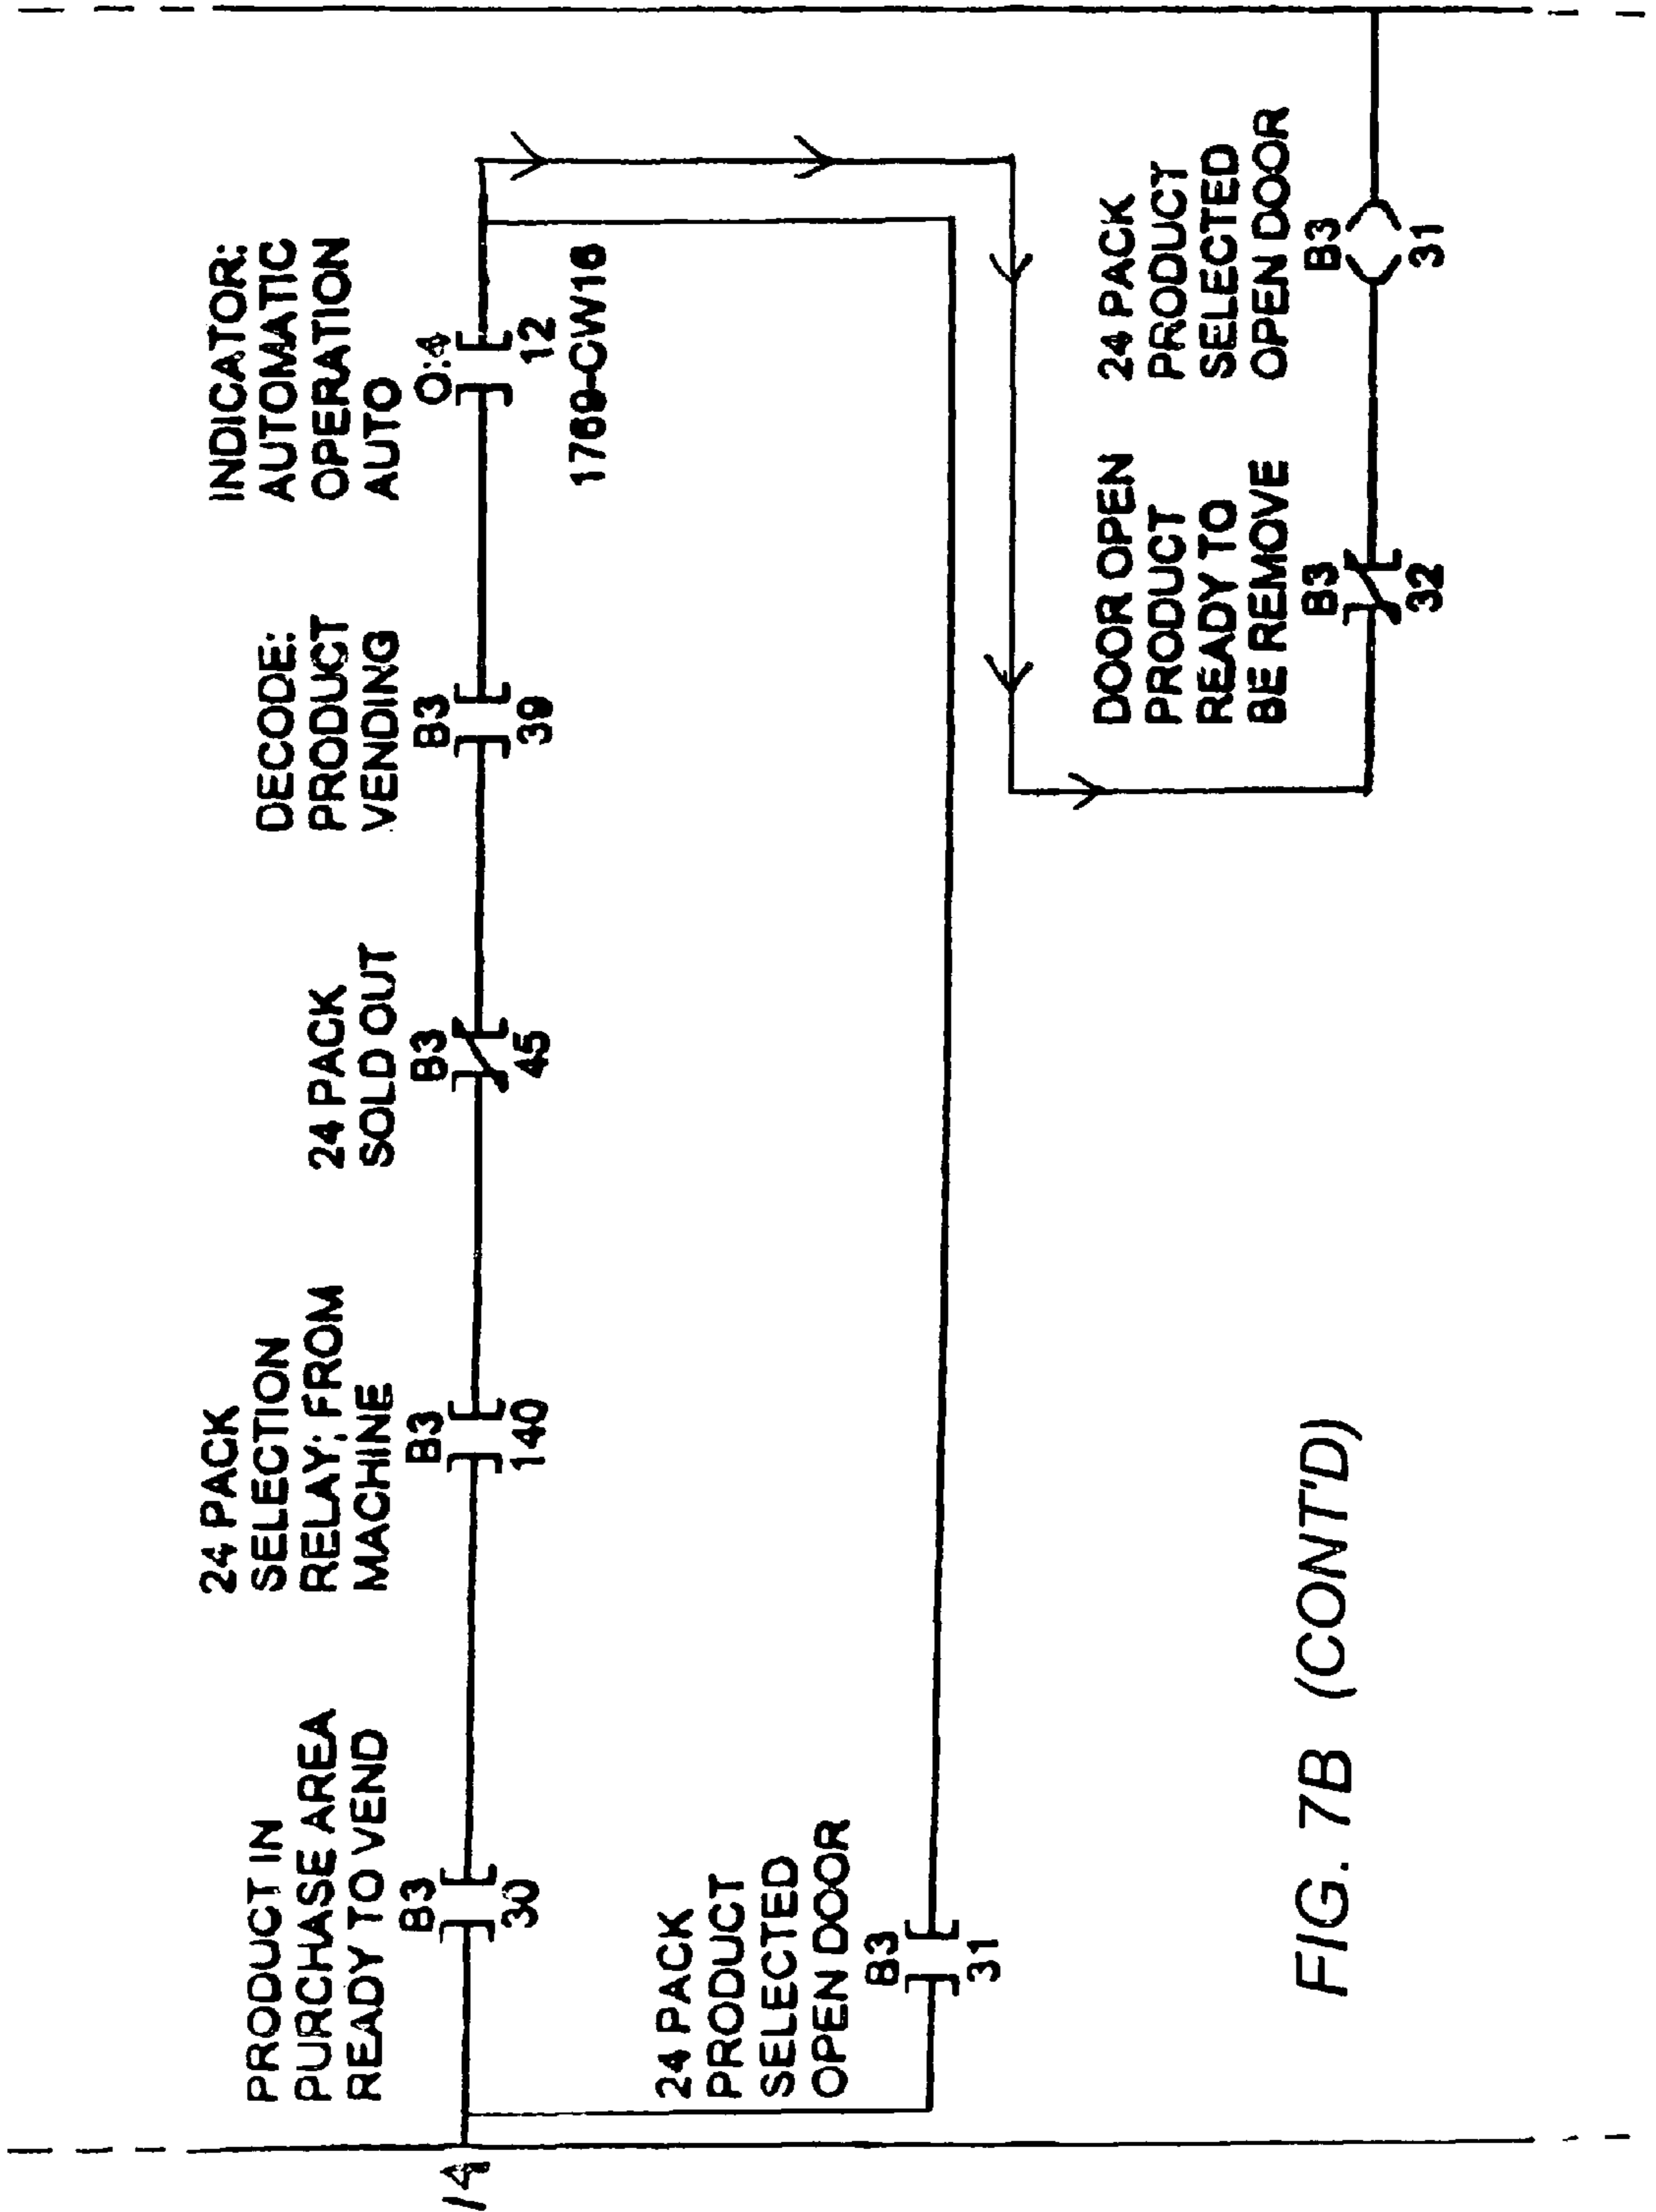 14
PRODUCT IN
PURCHASE AREA
READY TO VEND
B3
30
24 PACK
SELECTION
RELAY; FROM
MACHINE
B3
140
24 PACK
SOLD OUT
B3
45
DECODE:
PRODUCT
VENDING
B3
39
INDICATOR:
AUTOMATIC
OPERATION
AUTO
O:4
12
1769-CW16
24 PACK
PRODUCT
SELECTED
OPEN DOOR
B3
31
DOOR OPEN
PRODUCT
READY TO
BE REMOVE
B3
32
24 PACK
PRODUCT
SELECTED
OPEN DOOR
B3
31
FIG. 7B (CONT'D)